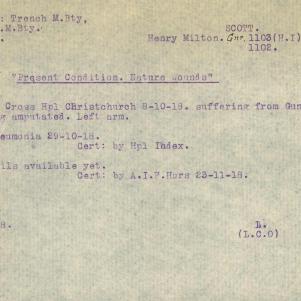 : Trench M.Bty,
.M.Bty.
SCOTT.
Henry Milton. Gnr. 1103(H.I)
1102.
"Present Condition. Nature wounds"
Cross Hpl Christchurch 8-10-18. suffering from Gun
g amputated. Left arm.
eumonia 29-10-18.
Cert: by Hpl Index.
ils available yet.
Cert: by A.I.F.Hqrs 23-11-18.
8.
L.
(L.C.O)